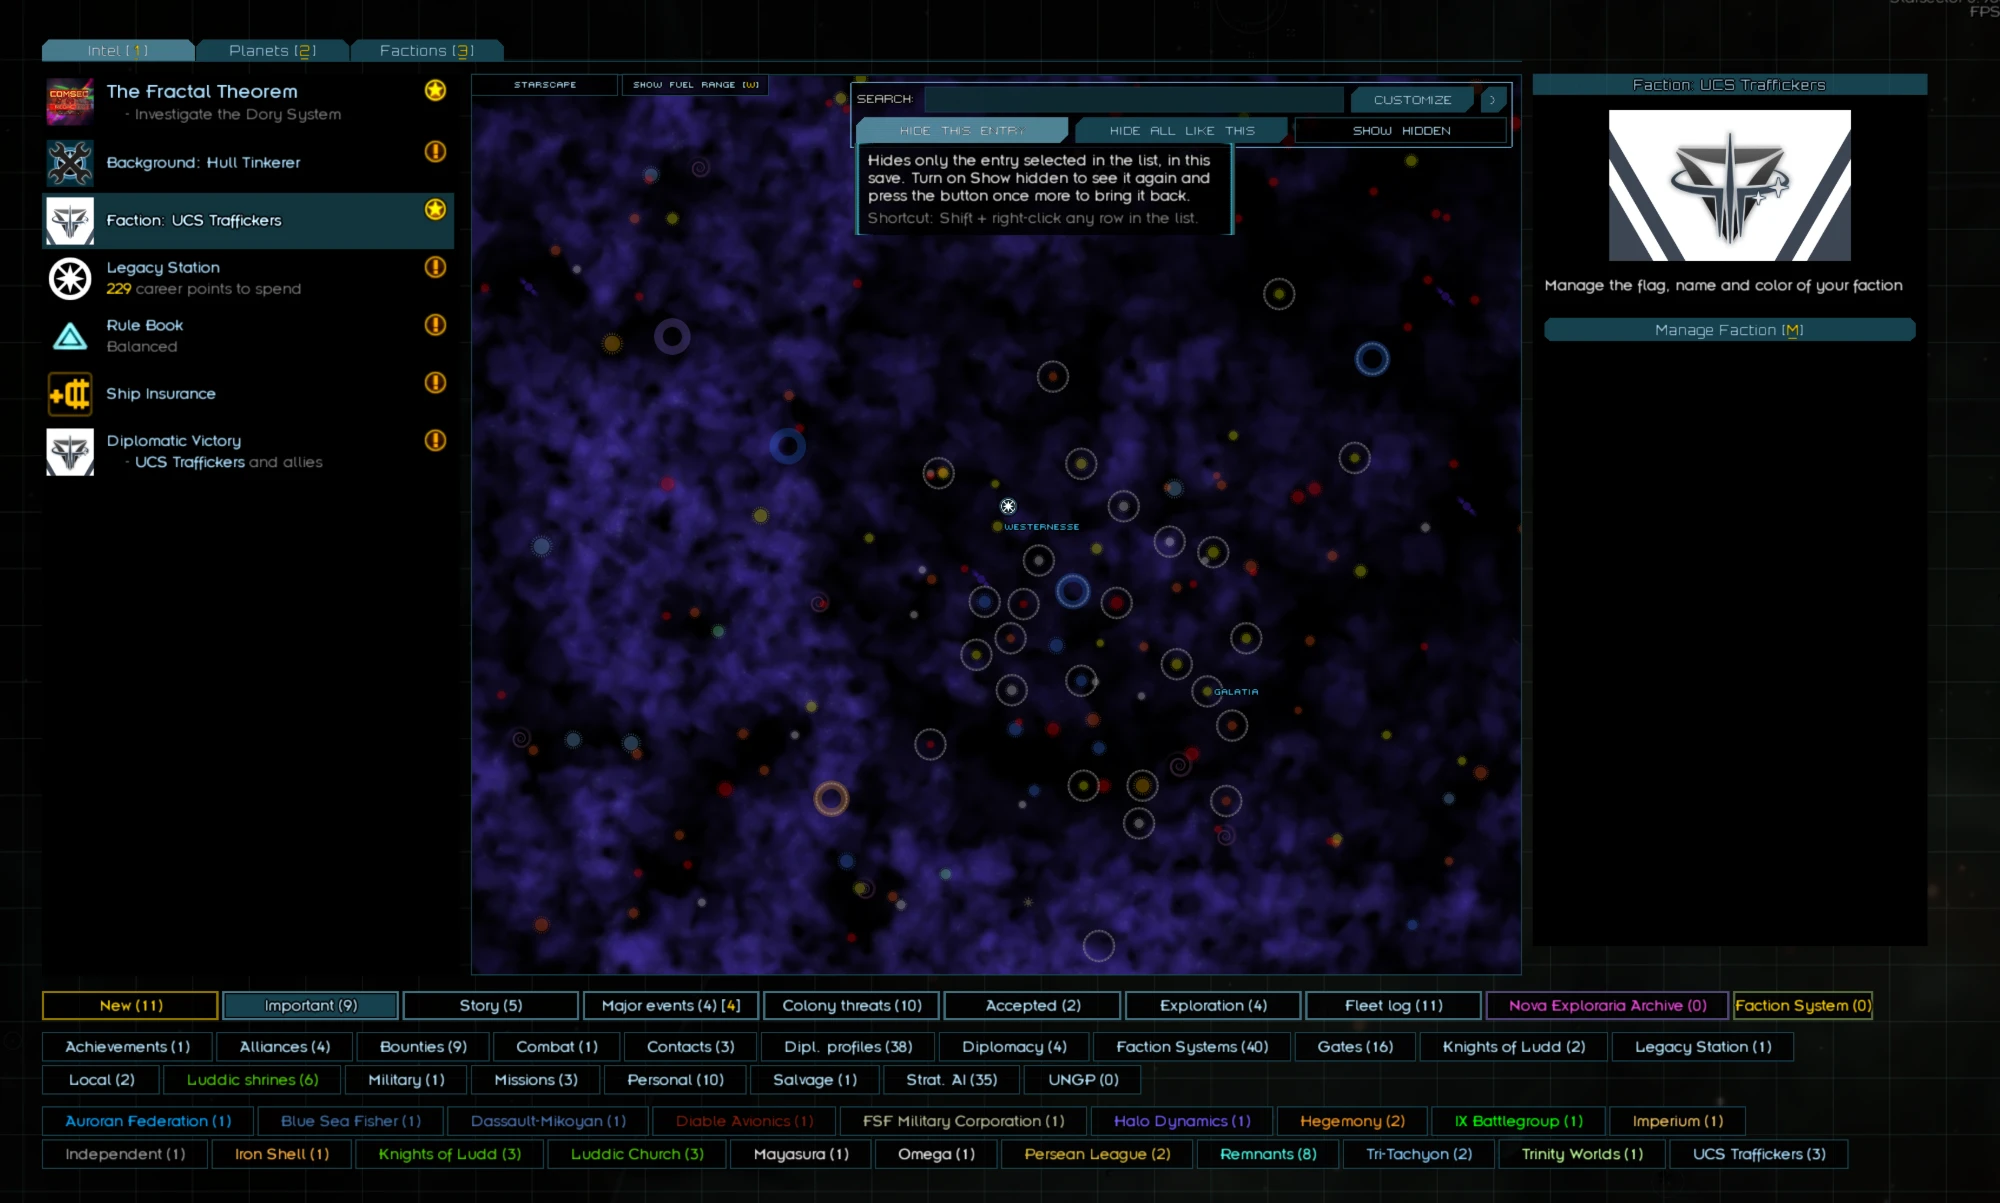 FPS
Intel [1]
Planets [2]
Factions [3]
COMSEC
The Fractal Theorem
- Investigate the Dory System
Background: Hull Tinkerer
Faction: UCS Traffickers
Legacy Station
229 career points to spend
Rule Book
Balanced
Ship Insurance
Diplomatic Victory
- UCS Traffickers and allies
STARSCAPE
SHOW FUEL RANGE [W]
SEARCH:
CUSTOMIZE
>
HIDE THIS ENTRY
HIDE ALL LIKE THIS
SHOW HIDDEN
Hides only the entry selected in the list, in this
save. Turn on Show hidden to see it again and
press the button once more to bring it back.
Shortcut: Shift + right-click any row in the list.
WESTERNESSE
GALATIA
Faction: UCS Traffickers
Manage the flag, name and color of your faction
Manage Faction [M]
New (11)
Important (9)
Story (5)
Major events (4) [4]
Colony threats (10)
Accepted (2)
Exploration (4)
Fleet log (11)
Nova Exploraria Archive (0)
Faction System (0)
Achievements (1)
Alliances (4)
Bounties (9)
Combat (1)
Contacts (3)
Dipl. profiles (38)
Diplomacy (4)
Faction Systems (40)
Gates (16)
Knights of Ludd (2)
Legacy Station (1)
Local (2)
Luddic shrines (6)
Military (1)
Missions (3)
Personal (10)
Salvage (1)
Strat. AI (35)
UNGP (0)
Auroran Federation (1)
Blue Sea Fisher (1)
Dassault-Mikoyan (1)
Diable Avionics (1)
FSF Military Corporation (1)
Halo Dynamics (1)
Hegemony (2)
IX Battlegroup (1)
Imperium (1)
Independent (1)
Iron Shell (1)
Knights of Ludd (3)
Luddic Church (3)
Mayasura (1)
Omega (1)
Persean League (2)
Remnants (8)
Tri-Tachyon (2)
Trinity Worlds (1)
UCS Traffickers (3)